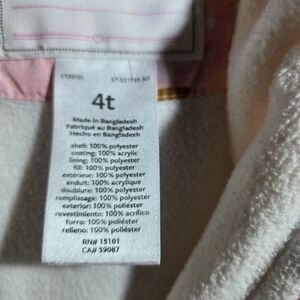 4t
Made in Bangladesh
Fabriqué au Bangladesh
Hecho en Bangladesh
shell: 100% polyester
coating: 100% acrylic
lining: 100% polyester
fill: 100% polyester
extérieur: 100% polyester
enduit: 100% acrylique
doublure: 100% polyester
remplissage: 100% polyester
exterior: 100% poliéster
revestimiento: 100% acrílico
forro: 100% poliéster
relleno: 100% poliéster
RN# 15101
CA# 59087